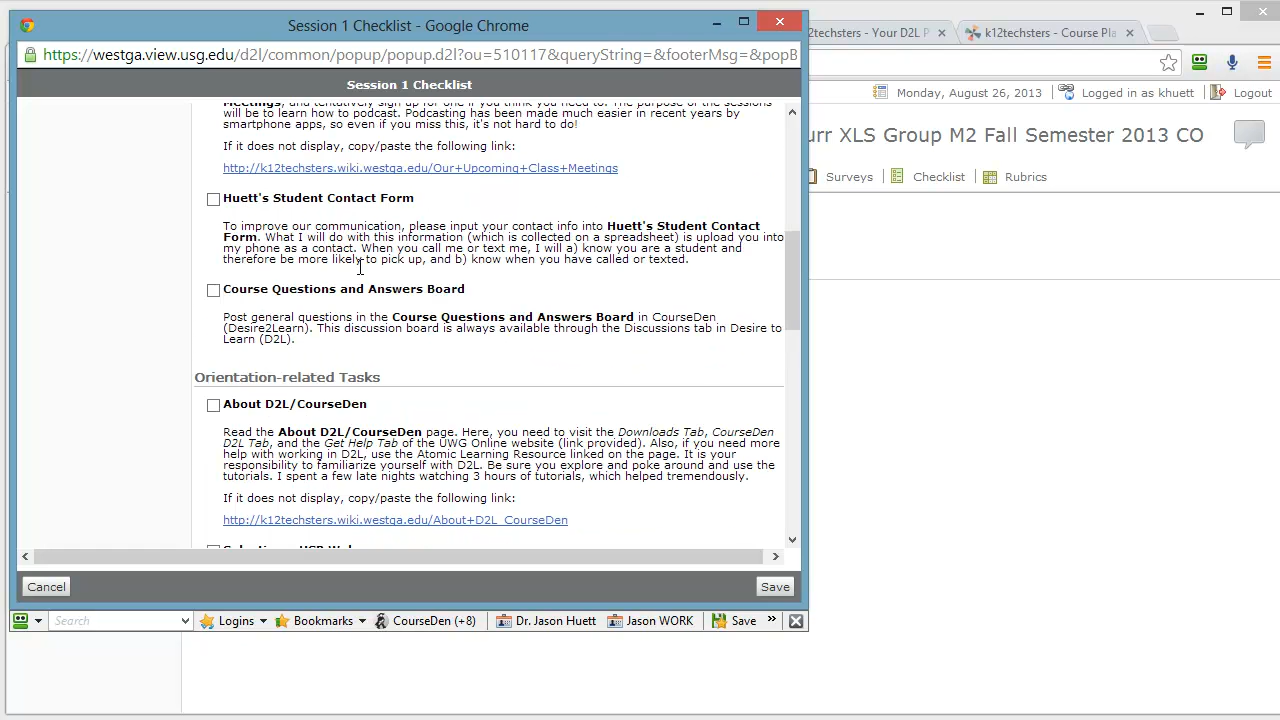 Session 1 Checklist - Google Chrome
https://westga.view.usg.edu/d2l/common/popup/popup.d2l?ou=510117&queryString=&footerMsg=&popB
Session 1 Checklist
Meetings, and tentatively sign up for one if you think you need to. The purpose of the sessions
will be to learn how to podcast. Podcasting has been made much easier in recent years by
smartphone apps, so even if you miss this, it's not hard to do!
If it does not display, copy/paste the following link:
http://k12techsters.wiki.westga.edu/Our+Upcoming+Class+Meetings
Huett's Student Contact Form
To improve our communication, please input your contact info into Huett's Student Contact
Form. What I will do with this information (which is collected on a spreadsheet) is upload you into
my phone as a contact. When you call me or text me, I will a) know you are a student and
therefore be more likely to pick up, and b) know when you have called or texted.
Course Questions and Answers Board
Post general questions in the Course Questions and Answers Board in CourseDen
(Desire2Learn). This discussion board is always available through the Discussions tab in Desire to
Learn (D2L).
Orientation-related Tasks
About D2L/CourseDen
Read the About D2L/CourseDen page. Here, you need to visit the Downloads Tab, CourseDen
D2L Tab, and the Get Help Tab of the UWG Online website (link provided). Also, if you need more
help with working in D2L, use the Atomic Learning Resource linked on the page. It is your
responsibility to familiarize yourself with D2L. Be sure you explore and poke around and use the
tutorials. I spent a few late nights watching 3 hours of tutorials, which helped tremendously.
If it does not display, copy/paste the following link:
http://k12techsters.wiki.westga.edu/About+D2L_CourseDen
Cancel
Save
Search
Logins
Bookmarks
CourseDen (+8)
Dr. Jason Huett
Jason WORK
Save
»
2techsters - Your D2L P
k12techsters - Course Pla
Monday, August 26, 2013
Logged in as khuett
Logout
urr XLS Group M2 Fall Semester 2013 CO
Surveys
Checklist
Rubrics